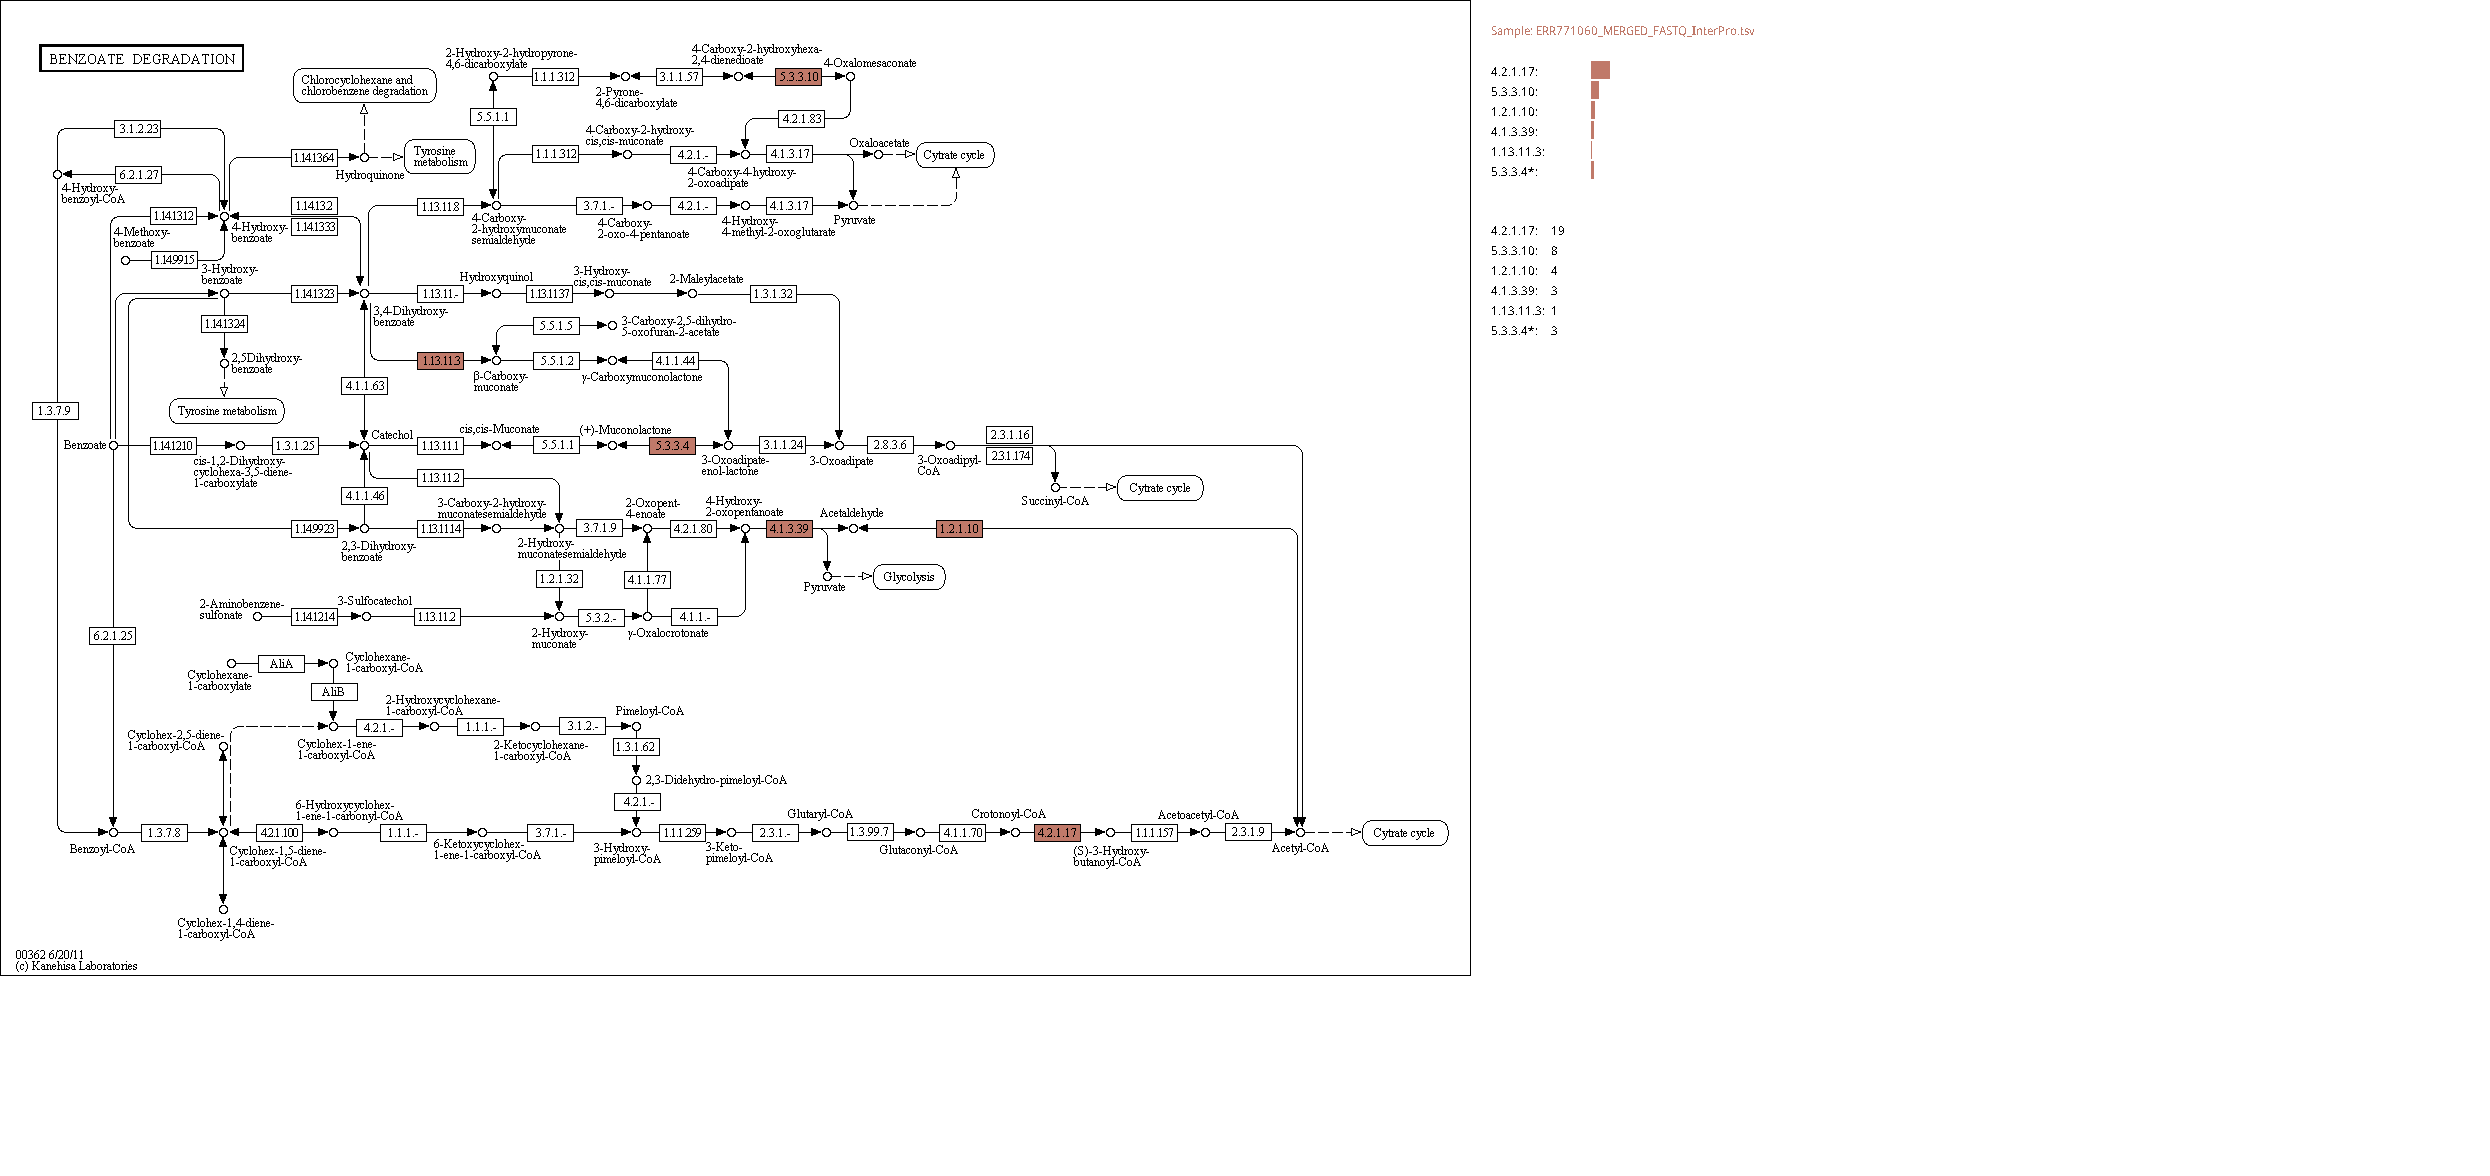 BENZOATE DEGRADATION
Sample: ERR771060_MERGED_FASTQ_InterPro.tsv
4.2.1.17:
5.3.3.10:
1.2.1.10:
4.1.3.39:
1.13.11.3:
5.3.3.4*:
4.2.1.17: 19
5.3.3.10: 8
1.2.1.10: 4
4.1.3.39: 3
1.13.11.3: 1
5.3.3.4*: 3
Chlorocyclohexane and
chlorobenzene degradation
2-Hydroxy-2-hydropyrone-
4,6-dicarboxylate
1.1.1.312
2-Pyrone-
4,6-dicarboxylate
3.1.1.57
4-Carboxy-2-hydroxyhexa-
2,4-dienedioate
5.3.3.10
4-Oxalomesaconate
5.5.1.1
4.2.1.83
3.1.2.23
1.14.1364
Hydroquinone
Tyrosine
metabolism
1.1.1.312
4-Carboxy-2-hydroxy-
cis,cis-muconate
4.2.1.-
4-Carboxy-4-hydroxy-
2-oxoadipate
4.1.3.17
Oxaloacetate
Cytrate cycle
6.2.1.27
4-Hydroxy-
benzoyl-CoA
1.14.1312
4-Methoxy-
benzoate
4-Hydroxy-
benzoate
1.14.13.2
1.14.1333
1.13.11.8
4-Carboxy-
2-hydroxymuconate
semialdehyde
3.7.1.-
4-Carboxy-
2-oxo-4-pentanoate
4.2.1.-
4-Hydroxy-
4-methyl-2-oxoglutarate
4.1.3.17
Pyruvate
1.14.9915
3-Hydroxy-
benzoate
1.14.1323
3,4-Dihydroxy-
benzoate
1.13.11.-
Hydroxyquinol
1.13.1137
3-Hydroxy-
cis,cis-muconate
2-Maleylacetate
1.3.1.32
1.14.1324
5.5.1.5
3-Carboxy-2,5-dihydro-
5-oxofuran-2-acetate
2,5Dihydroxy-
benzoate
1.13.11.3
β-Carboxy-
muconate
5.5.1.2
γ-Carboxymuconolactone
4.1.1.44
4.1.1.63
Tyrosine metabolism
1.3.7.9
Benzoate
1.14.1210
cis-1,2-Dihydroxy-
cyclohexa-3,5-diene-
1-carboxylate
1.3.1.25
Catechol
1.13.11.1
cis,cis-Muconate
5.5.1.1
(+)-Muconolactone
5.3.3.4
3-Oxoadipate-
enol-lactone
3.1.1.24
3-Oxoadipate
2.8.3.6
3-Oxoadipyl-
CoA
2.3.1.16
2.3.1.174
Succinyl-CoA
Cytrate cycle
1.13.11.2
4.1.1.46
1.14.9923
2,3-Dihydroxy-
benzoate
1.13.1114
3-Carboxy-2-hydroxy-
muconatesemialdehyde
2-Hydroxy-
muconatesemialdehyde
3.7.1.9
2-Oxopent-
4-enoate
4.2.1.80
4-Hydroxy-
2-oxopentanoate
4.1.3.39
Acetaldehyde
1.2.1.10
Pyruvate
Glycolysis
1.2.1.32
4.1.1.77
2-Aminobenzene-
sulfonate
1.14.1214
3-Sulfocatechol
1.13.11.2
2-Hydroxy-
muconate
5.3.2.-
γ-Oxalocrotonate
4.1.1.-
6.2.1.25
Cyclohexane-
1-carboxylate
AliA
Cyclohexane-
1-carboxyl-CoA
AliB
Cyclohex-2,5-diene-
1-carboxyl-CoA
Cyclohex-1-ene-
1-carboxyl-CoA
4.2.1.-
2-Hydroxycyclohexane-
1-carboxyl-CoA
1.1.1.-
2-Ketocyclohexane-
1-carboxyl-CoA
3.1.2.-
Pimeloyl-CoA
1.3.1.62
2,3-Didehydro-pimeloyl-CoA
4.2.1.-
Benzoyl-CoA
1.3.7.8
Cyclohex-1,5-diene-
1-carboxyl-CoA
4.2.1.100
6-Hydroxycyclohex-
1-ene-1-carbonyl-CoA
1.1.1.-
6-Ketoxycyclohex-
1-ene-1-carboxyl-CoA
3.7.1.-
3-Hydroxy-
pimeloyl-CoA
1.1.1.259
3-Keto-
pimeloyl-CoA
2.3.1.-
Glutaryl-CoA
1.3.99.7
Glutaconyl-CoA
4.1.1.70
Crotonoyl-CoA
4.2.1.17
(S)-3-Hydroxy-
butanoyl-CoA
1.1.1.157
Acetoacetyl-CoA
2.3.1.9
Acetyl-CoA
Cytrate cycle
Cyclohex-1,4-diene-
1-carboxyl-CoA
00362 6/20/11
(c) Kanehisa Laboratories